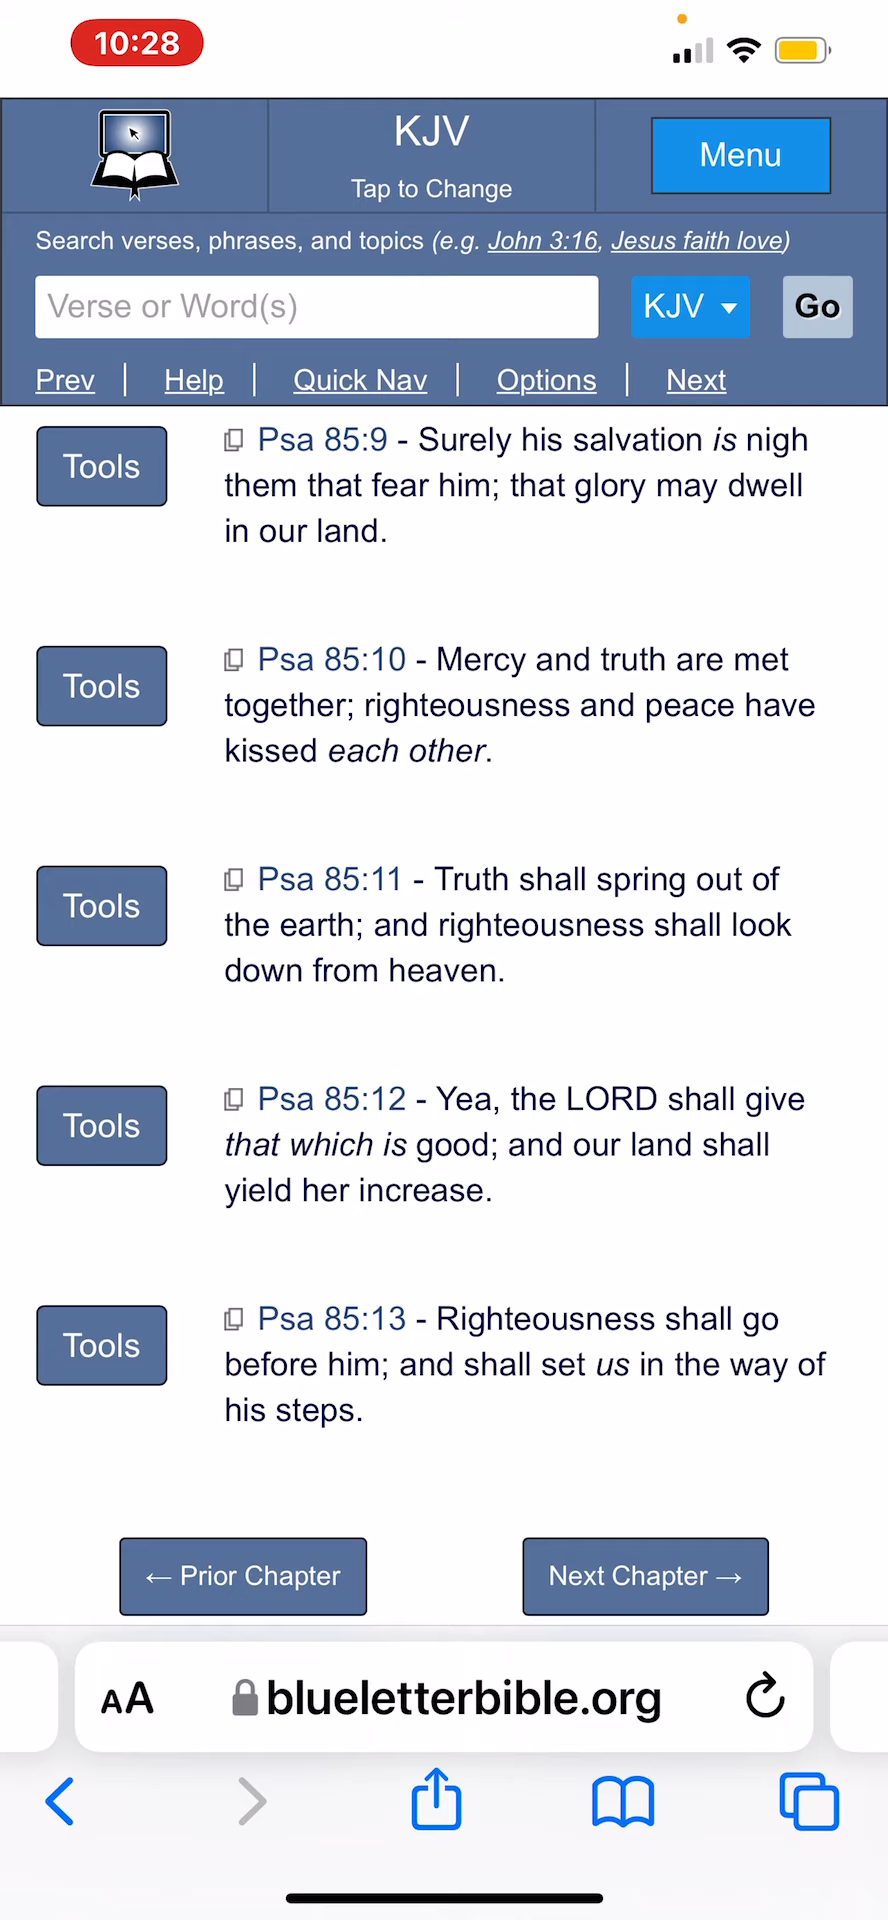 10:28
KJV
Tap to Change
Menu
Search verses, phrases, and topics (e.g. John 3:16, Jesus faith love)
Verse or Word(s)
KJV
Go
Prev | Help | Quick Nav | Options | Next
Tools
Psa 85:9 - Surely his salvation is nigh
them that fear him; that glory may dwell
in our land.
Tools
Psa 85:10 - Mercy and truth are met
together; righteousness and peace have
kissed each other.
Tools
Psa 85:11 - Truth shall spring out of
the earth; and righteousness shall look
down from heaven.
Tools
Psa 85:12 - Yea, the LORD shall give
that which is good; and our land shall
yield her increase.
Tools
Psa 85:13 - Righteousness shall go
before him; and shall set us in the way of
his steps.
← Prior Chapter
Next Chapter →
AA
blueletterbible.org